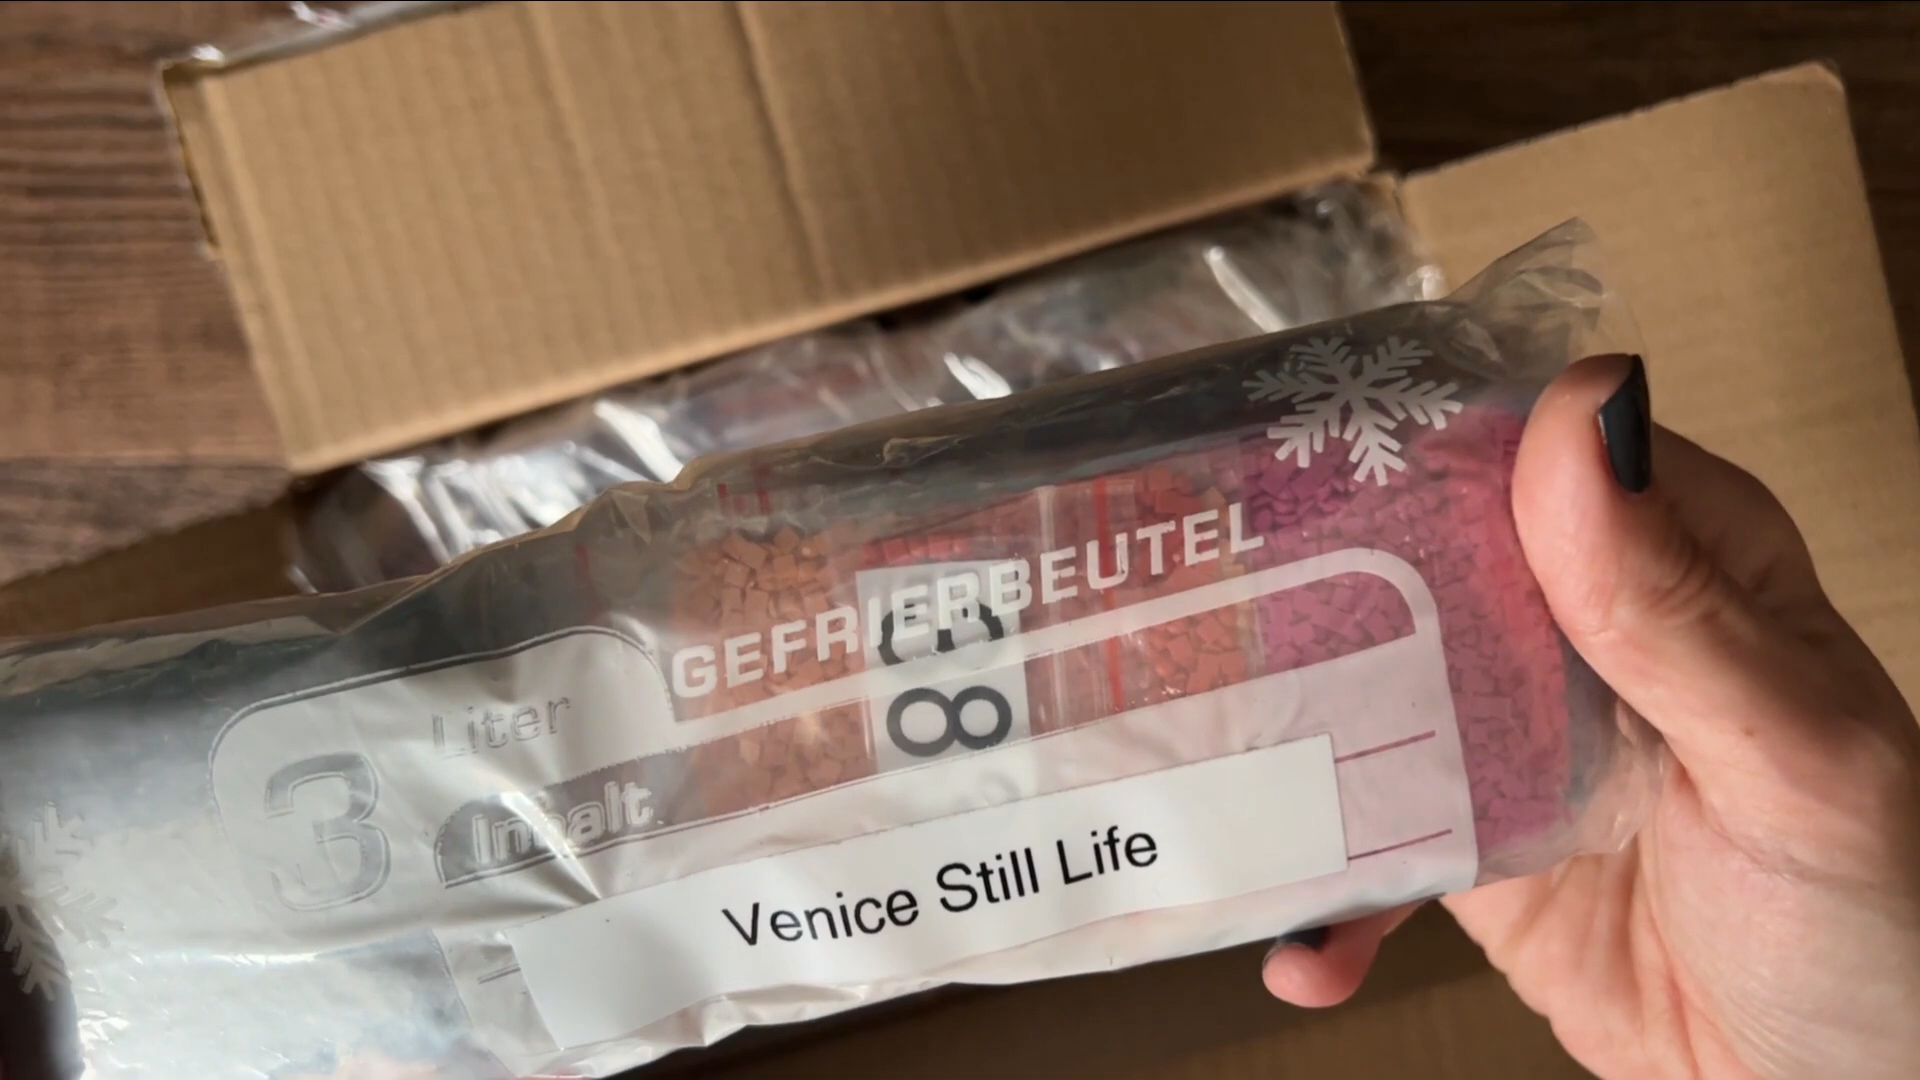 GEFRIERBEUTEL
3 Liter
Inhalt
8
8
Venice Still Life